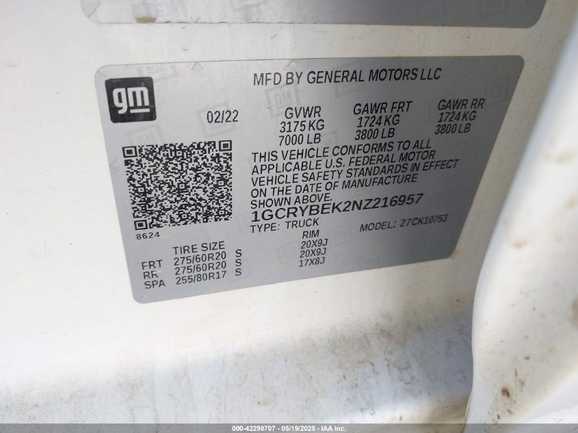 gm
MFD BY GENERAL MOTORS LLC
02/22
GVWR GAWR FRT GAWR RR
3175 KG 1724 KG 1724 KG
7000 LB 3800 LB 3800 LB
THIS VEHICLE CONFORMS TO ALL
APPLICABLE U.S. FEDERAL MOTOR
VEHICLE SAFETY STANDARDS IN EFFECT
ON THE DATE OF MANUFACTURE
SHOWN ABOVE.
1GCRYBEK2NZ216957
TYPE: TRUCK MODEL: 27CK10753
8624
TIRE SIZE RIM
FRT 275/60R20 S 20X9J
RR 275/60R20 S 20X9J
SPA 255/80R17 S 17X8J
000-42298707 - 05/19/2025 - IAA Inc.